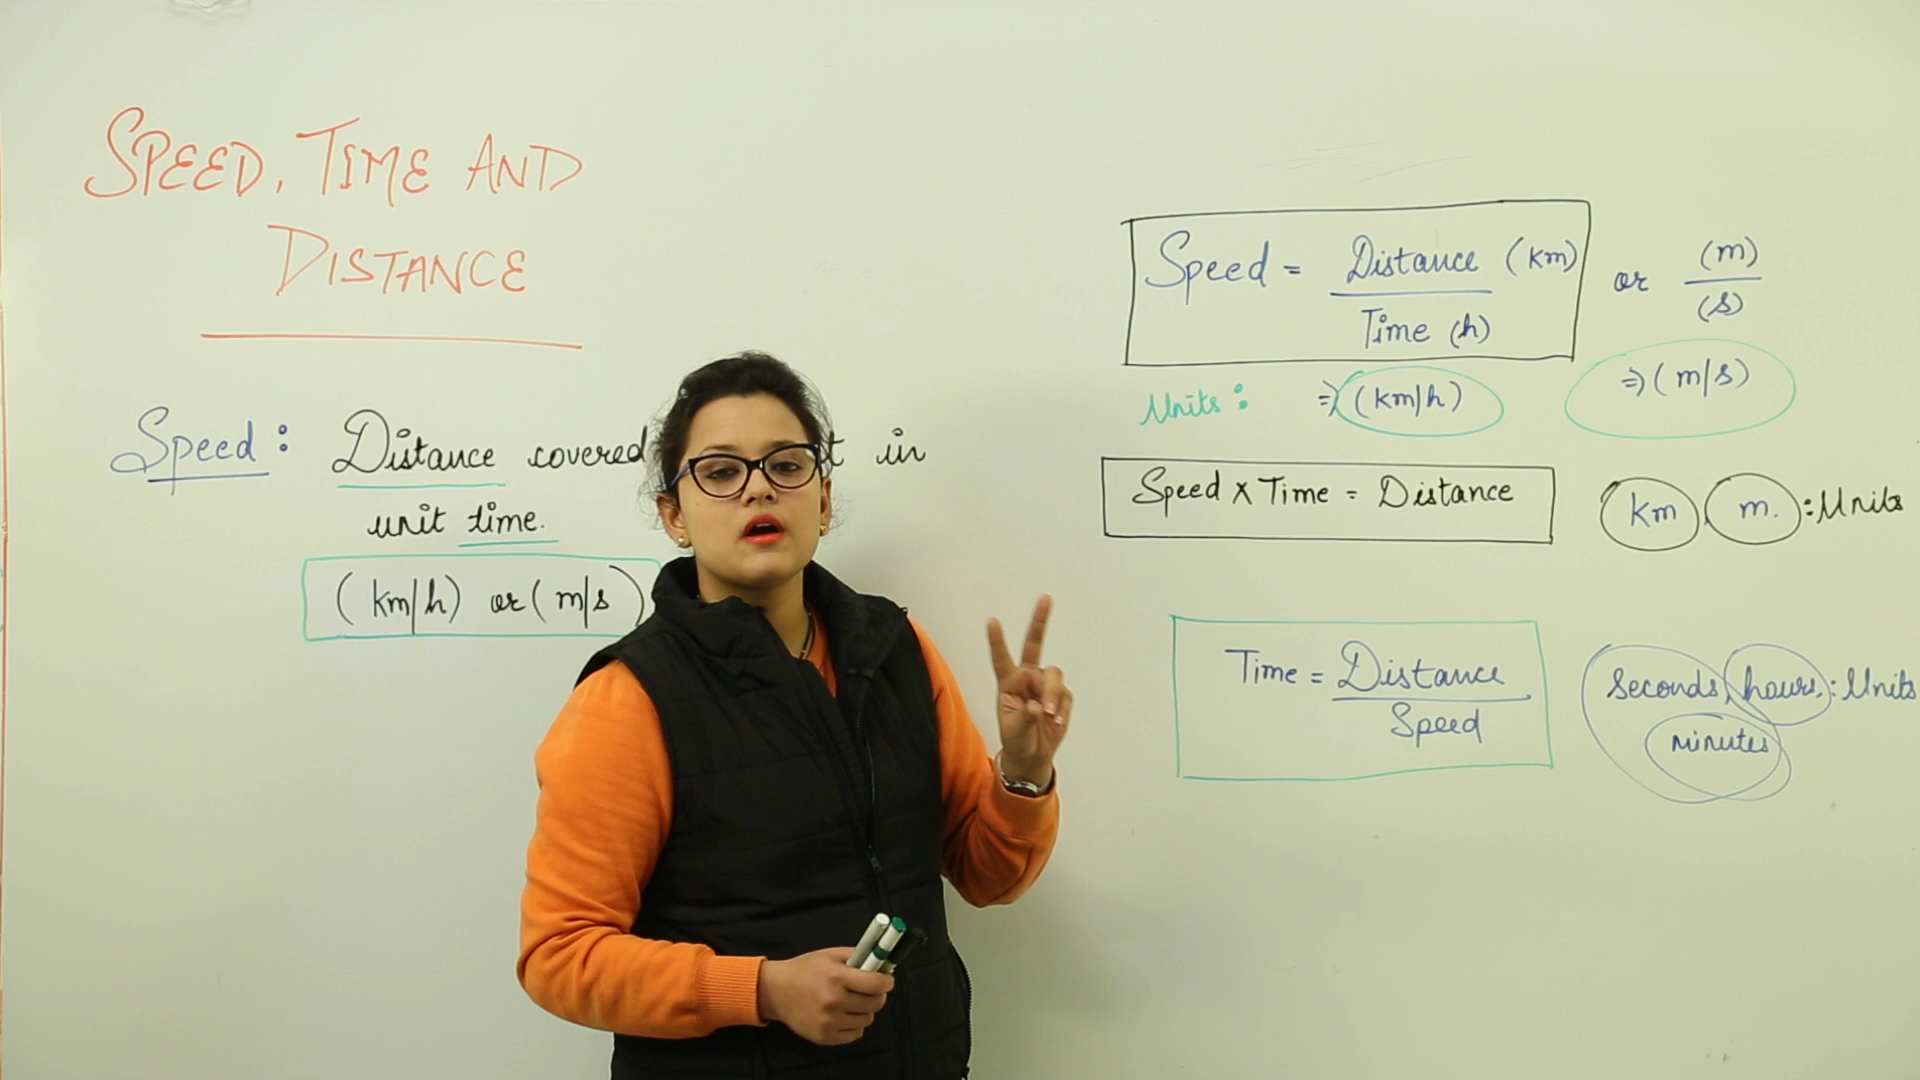 SPEED, TIME AND
DISTANCE
Speed : Distance covered in
unit time.
(km/h) or (m/s)
Speed = Distance (km) or (m)
Time (h) (s)
Units : ⇒ (km/h) ⇒ (m/s)
Speed x Time = Distance km, m. : Units
Time = Distance seconds, hours, : Units
Speed minutes